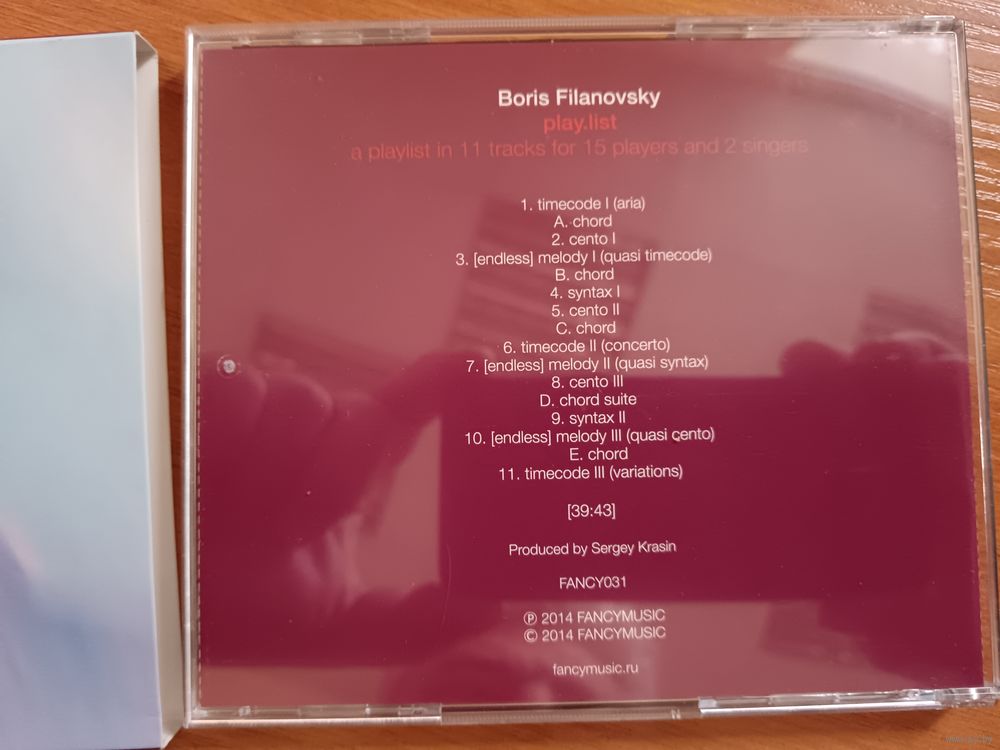 Boris Filanovsky
play.list
a playlist in 11 tracks for 15 players and 2 singers
1. timecode I (aria)
A. chord
2. cento I
3. [endless] melody I (quasi timecode)
B. chord
4. syntax I
5. cento II
C. chord
6. timecode II (concerto)
7. [endless] melody II (quasi syntax)
8. cento III
D. chord suite
9. syntax II
10. [endless] melody III (quasi cento)
E. chord
11. timecode III (variations)
[39:43]
Produced by Sergey Krasin
FANCY031
℗ 2014 FANCYMUSIC
© 2014 FANCYMUSIC
fancymusic.ru